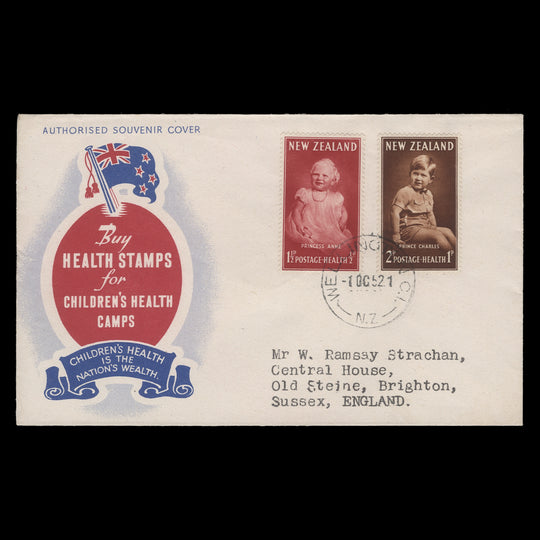 AUTHORISED SOUVENIR COVER
Buy
HEALTH STAMPS
for
CHILDREN'S HEALTH
CAMPS
CHILDREN'S HEALTH
IS THE
NATION'S WEALTH
NEW ZEALAND
PRINCESS ANNE
1½D POSTAGE-HEALTH ½D
NEW ZEALAND
PRINCE CHARLES
2D POSTAGE-HEALTH 1D
-1OC521
N.Z.
Mr W. Ramsay Strachan,
Central House,
Old Steine, Brighton,
Sussex, ENGLAND.